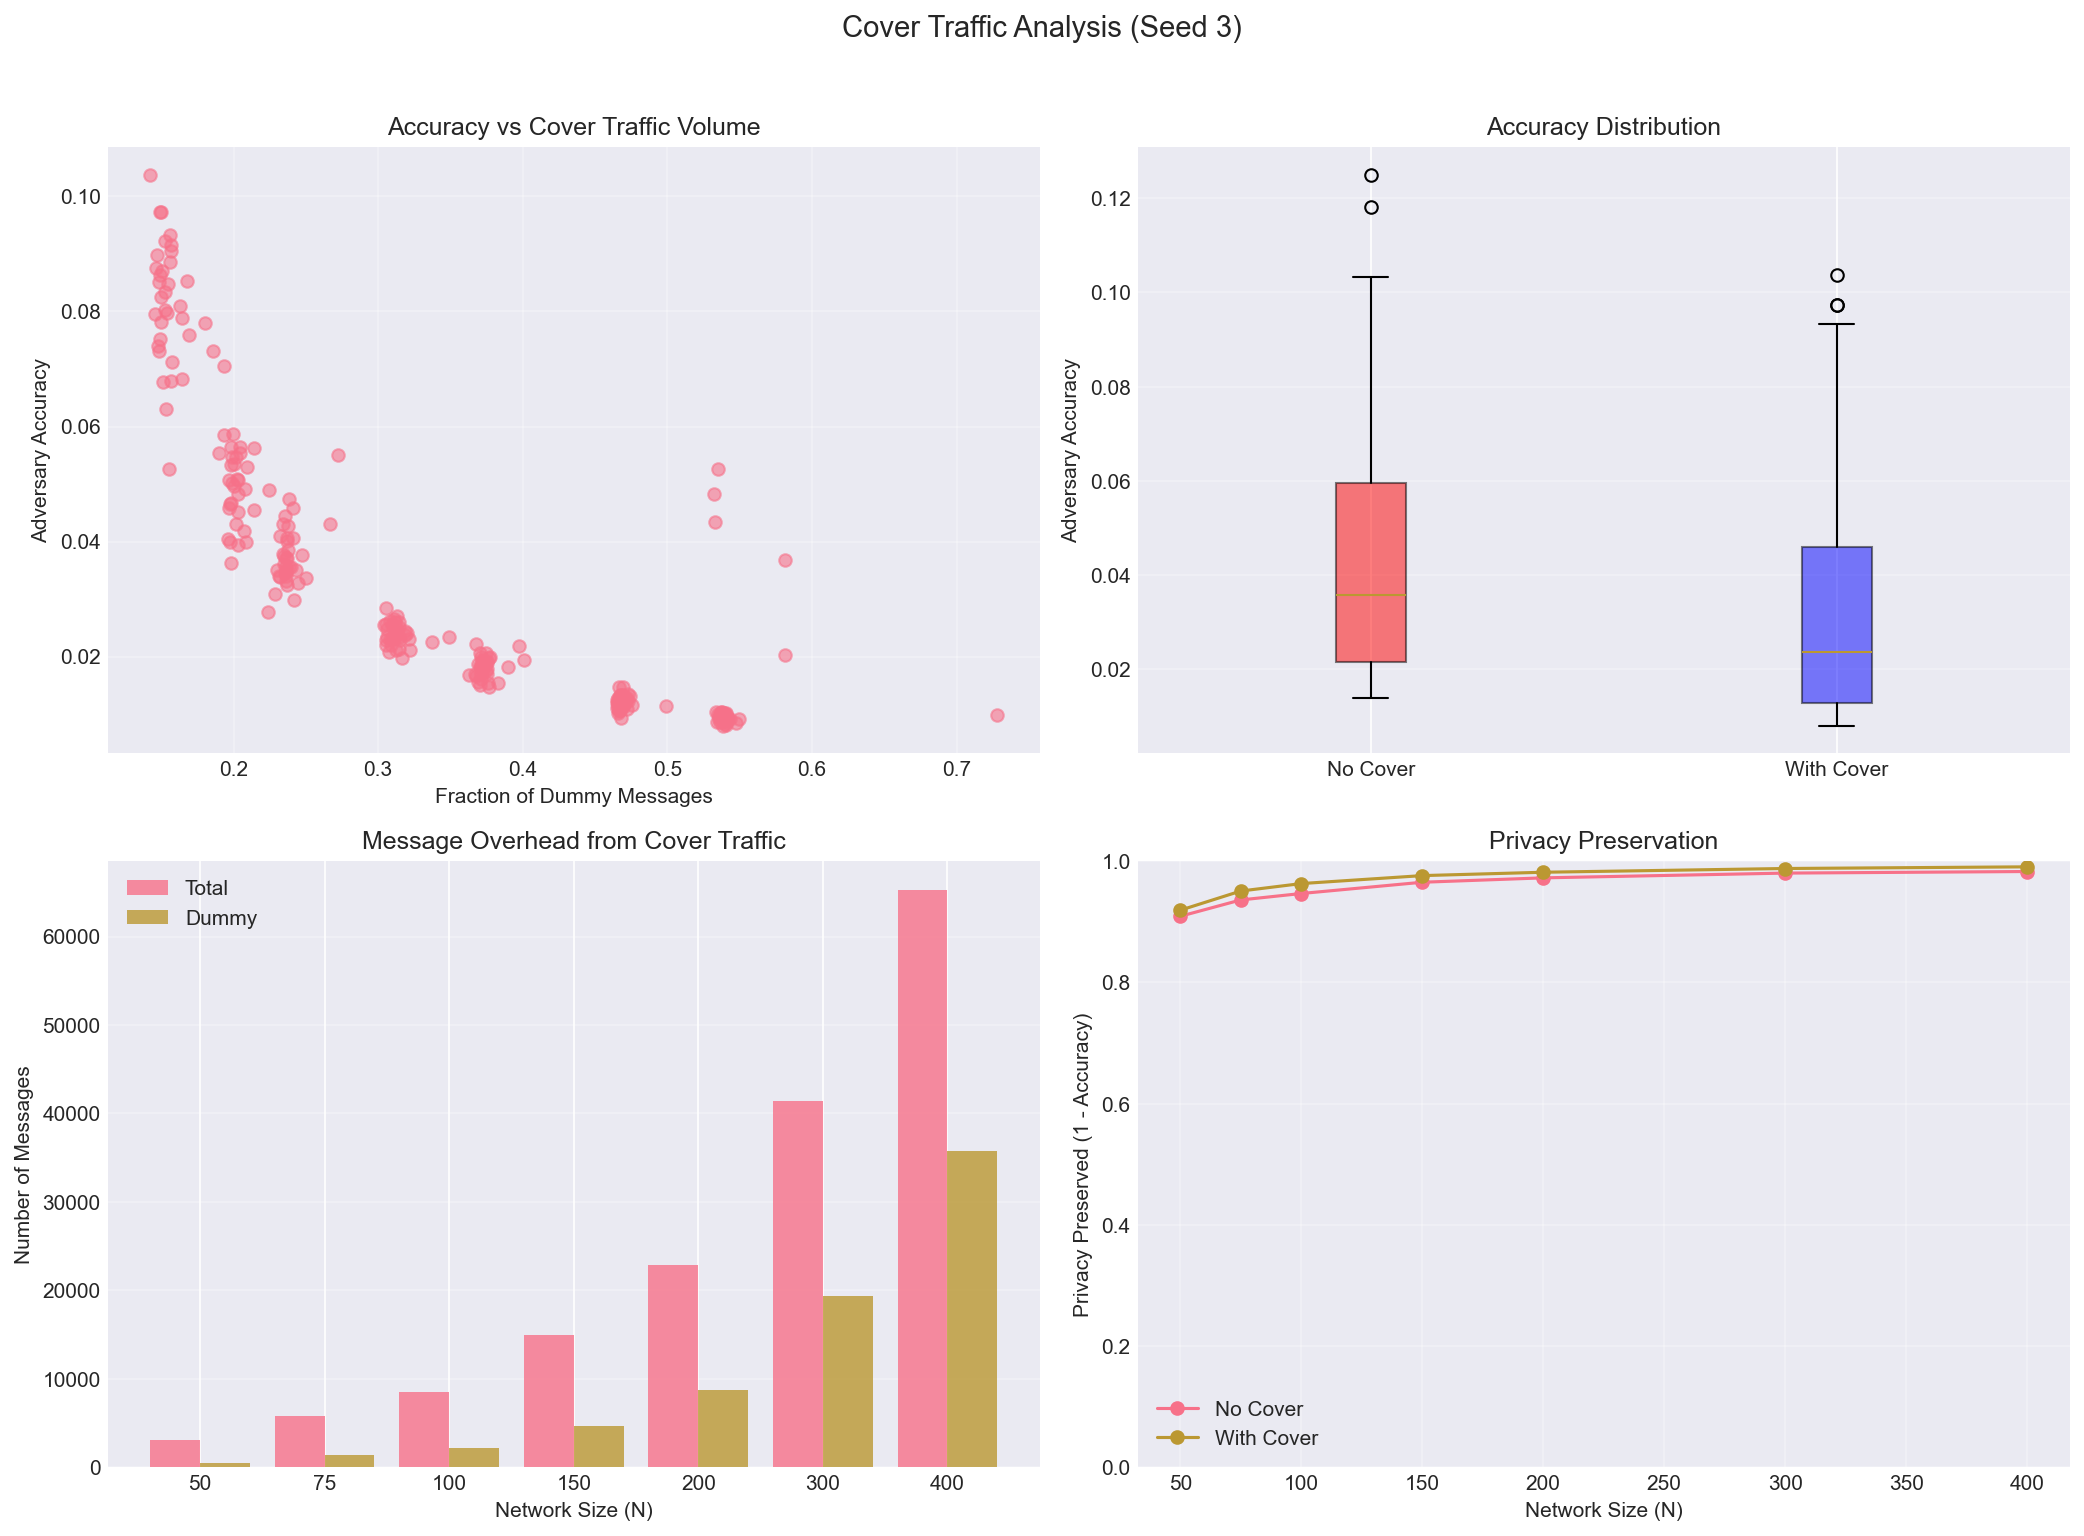 Cover Traffic Analysis (Seed 3)
Accuracy vs Cover Traffic Volume
Adversary Accuracy
0.10
0.08
0.06
0.04
0.02
0.2 0.3 0.4 0.5 0.6 0.7
Fraction of Dummy Messages
Accuracy Distribution
Adversary Accuracy
0.12
0.10
0.08
0.06
0.04
0.02
No Cover With Cover
Message Overhead from Cover Traffic
Total
Dummy
Number of Messages
60000
50000
40000
30000
20000
10000
0
50 75 100 150 200 300 400
Network Size (N)
Privacy Preservation
Privacy Preserved (1 - Accuracy)
1.0
0.8
0.6
0.4
0.2
0.0
No Cover
With Cover
50 100 150 200 250 300 350 400
Network Size (N)